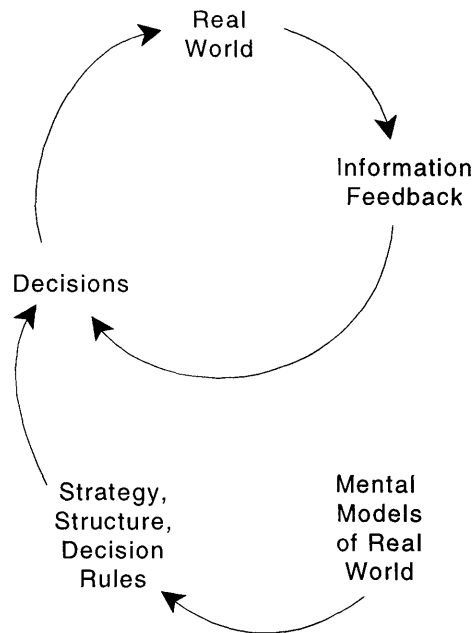 Real
World
Information
Feedback
Decisions
Strategy,
Structure,
Decision
Rules
Mental
Models
of Real
World